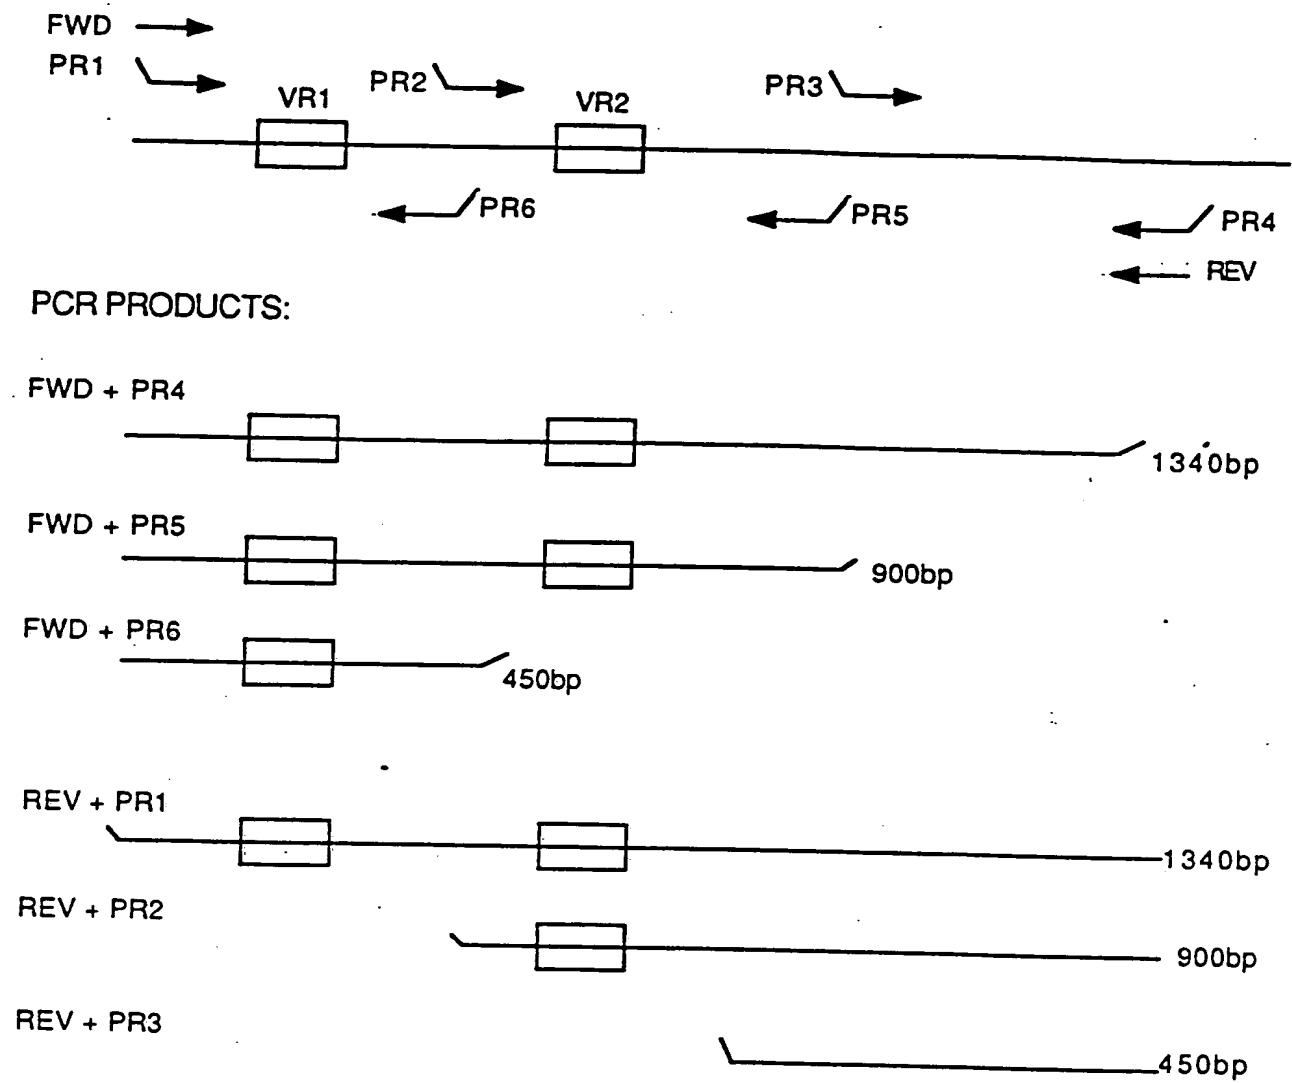 FWD
PR1
VR1
PR2
VR2
PR3
PR6
PR5
PR4
REV
PCR PRODUCTS:
FWD + PR4
1340bp
FWD + PR5
900bp
FWD + PR6
450bp
REV + PR1
1340bp
REV + PR2
900bp
REV + PR3
450bp